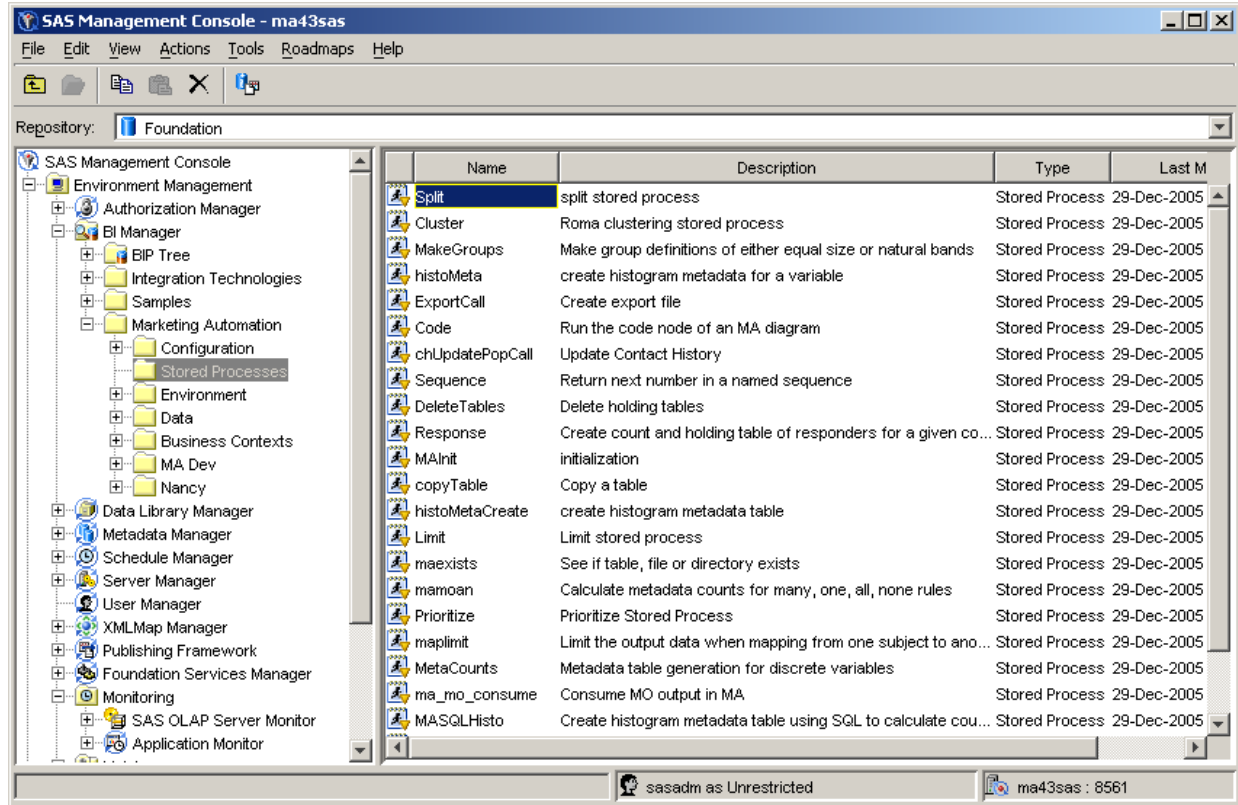 SAS Management Console - ma43sas
File Edit View Actions Tools Roadmaps Help
Repository: Foundation
SAS Management Console
Environment Management
Authorization Manager
BI Manager
BIP Tree
Integration Technologies
Samples
Marketing Automation
Configuration
Stored Processes
Environment
Data
Business Contexts
MA Dev
Nancy
Data Library Manager
Metadata Manager
Schedule Manager
Server Manager
User Manager
XMLMap Manager
Publishing Framework
Foundation Services Manager
Monitoring
SAS OLAP Server Monitor
Application Monitor
Name Description Type Last M
Split split stored process Stored Process 29-Dec-2005
Cluster Roma clustering stored process Stored Process 29-Dec-2005
MakeGroups Make group definitions of either equal size or natural bands Stored Process 29-Dec-2005
histoMeta create histogram metadata for a variable Stored Process 29-Dec-2005
ExportCall Create export file Stored Process 29-Dec-2005
Code Run the code node of an MA diagram Stored Process 29-Dec-2005
chUpdatePopCall Update Contact History Stored Process 29-Dec-2005
Sequence Return next number in a named sequence Stored Process 29-Dec-2005
DeleteTables Delete holding tables Stored Process 29-Dec-2005
Response Create count and holding table of responders for a given co... Stored Process 29-Dec-2005
MAInit initialization Stored Process 29-Dec-2005
copyTable Copy a table Stored Process 29-Dec-2005
histoMetaCreate create histogram metadata table Stored Process 29-Dec-2005
Limit Limit stored process Stored Process 29-Dec-2005
maexists See if table, file or directory exists Stored Process 29-Dec-2005
mamoan Calculate metadata counts for many, one, all, none rules Stored Process 29-Dec-2005
Prioritize Prioritize Stored Process Stored Process 29-Dec-2005
maplimit Limit the output data when mapping from one subject to ano... Stored Process 29-Dec-2005
MetaCounts Metadata table generation for discrete variables Stored Process 29-Dec-2005
ma_mo_consume Consume MO output in MA Stored Process 29-Dec-2005
MASQLHisto Create histogram metadata table using SQL to calculate cou... Stored Process 29-Dec-2005
sasadm as Unrestricted
ma43sas : 8561